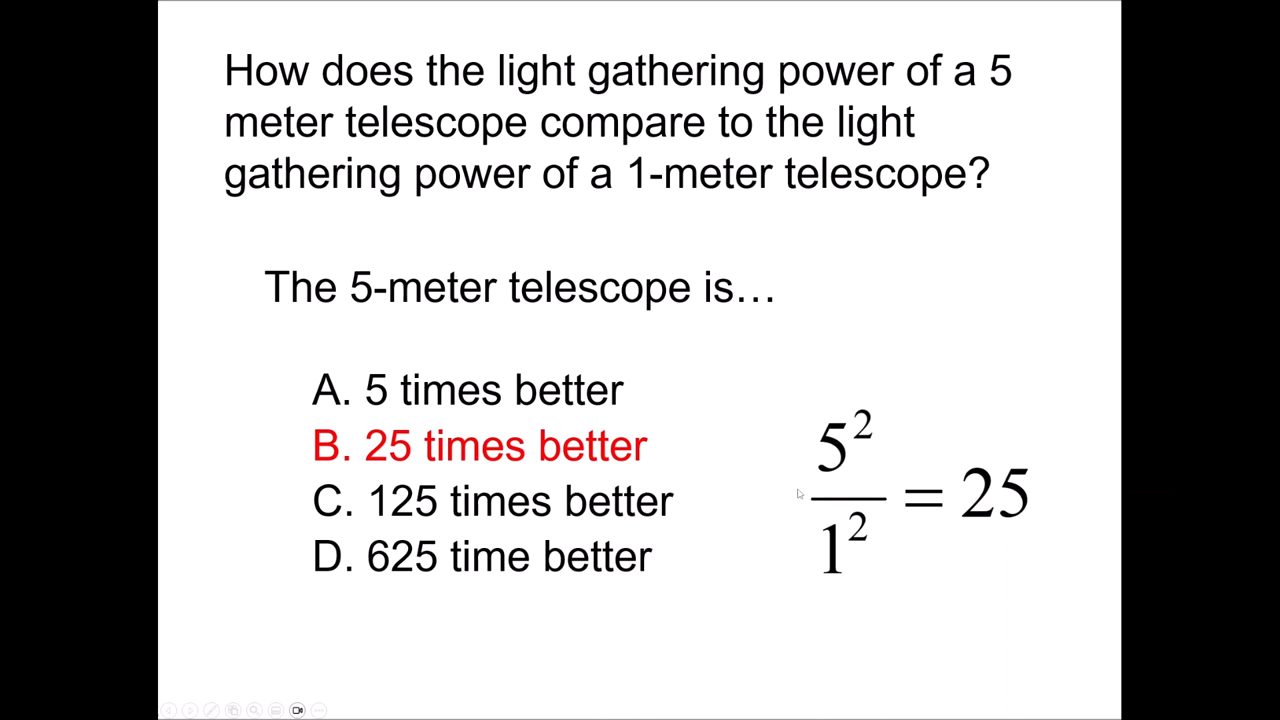 How does the light gathering power of a 5
meter telescope compare to the light
gathering power of a 1-meter telescope?
The 5-meter telescope is…
A. 5 times better
B. 25 times better
C. 125 times better
D. 625 time better
5²
1²
= 25